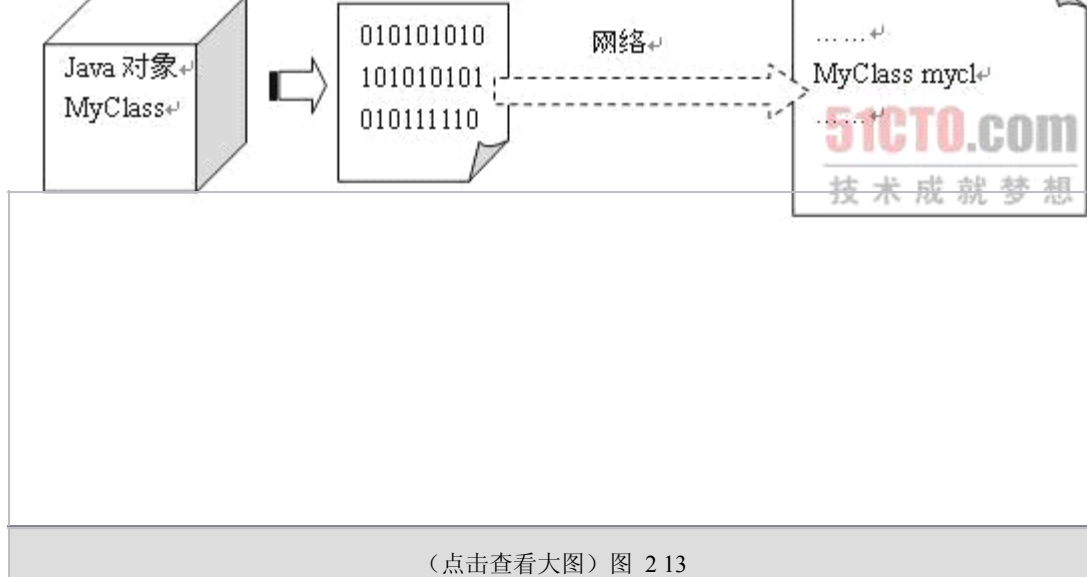 Java 对象↵
MyClass↵
010101010
101010101
010111110
网络↵
……↵
MyClass mycl↵
……↵
51CTO.com
技术成就梦想
（点击查看大图）图 2 13